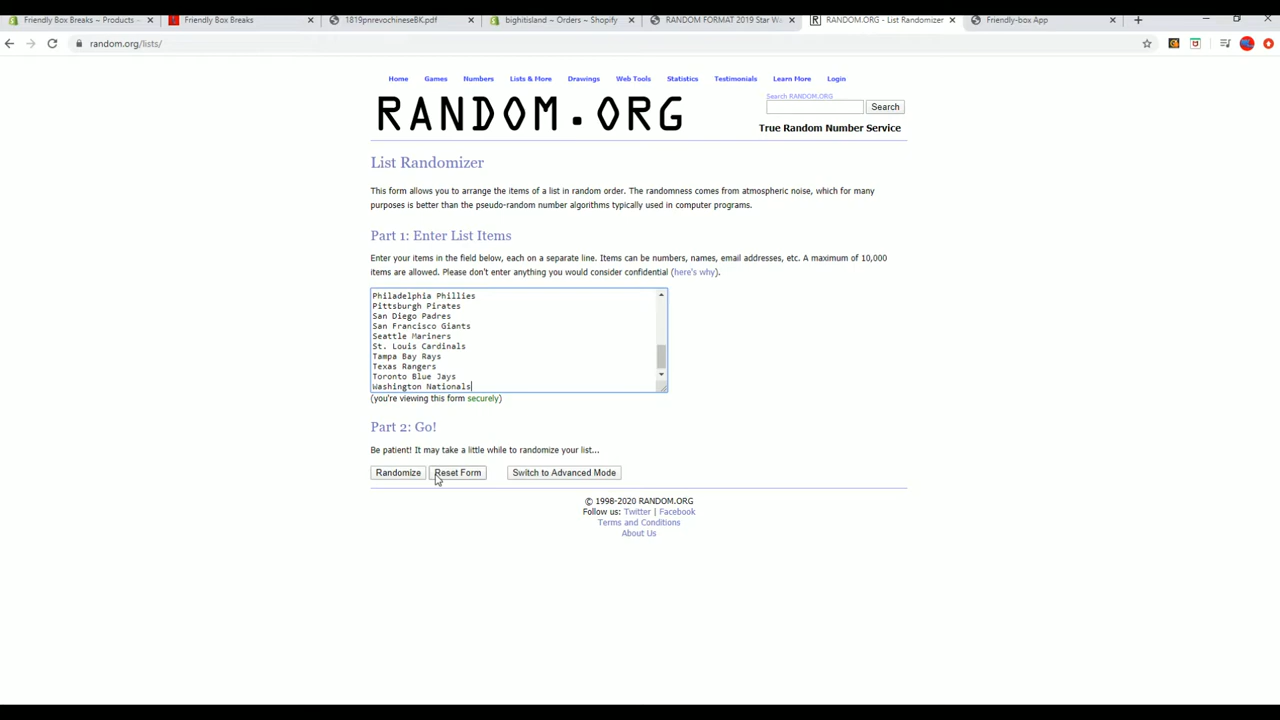 Friendly Box Breaks ~ Products ~
Friendly Box Breaks
1819pnrevochineseBK.pdf
bighitisland ~ Orders ~ Shopify
RANDOM FORMAT 2019 Star Wa
RANDOM.ORG - List Randomizer
Friendly-box App
random.org/lists/
Home Games Numbers Lists & More Drawings Web Tools Statistics Testimonials Learn More Login
RANDOM.ORG
Search RANDOM.ORG
Search
True Random Number Service
List Randomizer
This form allows you to arrange the items of a list in random order. The randomness comes from atmospheric noise, which for many
purposes is better than the pseudo-random number algorithms typically used in computer programs.
Part 1: Enter List Items
Enter your items in the field below, each on a separate line. Items can be numbers, names, email addresses, etc. A maximum of 10,000
items are allowed. Please don't enter anything you would consider confidential (here's why).
Philadelphia Phillies
Pittsburgh Pirates
San Diego Padres
San Francisco Giants
Seattle Mariners
St. Louis Cardinals
Tampa Bay Rays
Texas Rangers
Toronto Blue Jays
Washington Nationals
(you're viewing this form securely)
Part 2: Go!
Be patient! It may take a little while to randomize your list...
Randomize Reset Form Switch to Advanced Mode
© 1998-2020 RANDOM.ORG
Follow us: Twitter | Facebook
Terms and Conditions
About Us